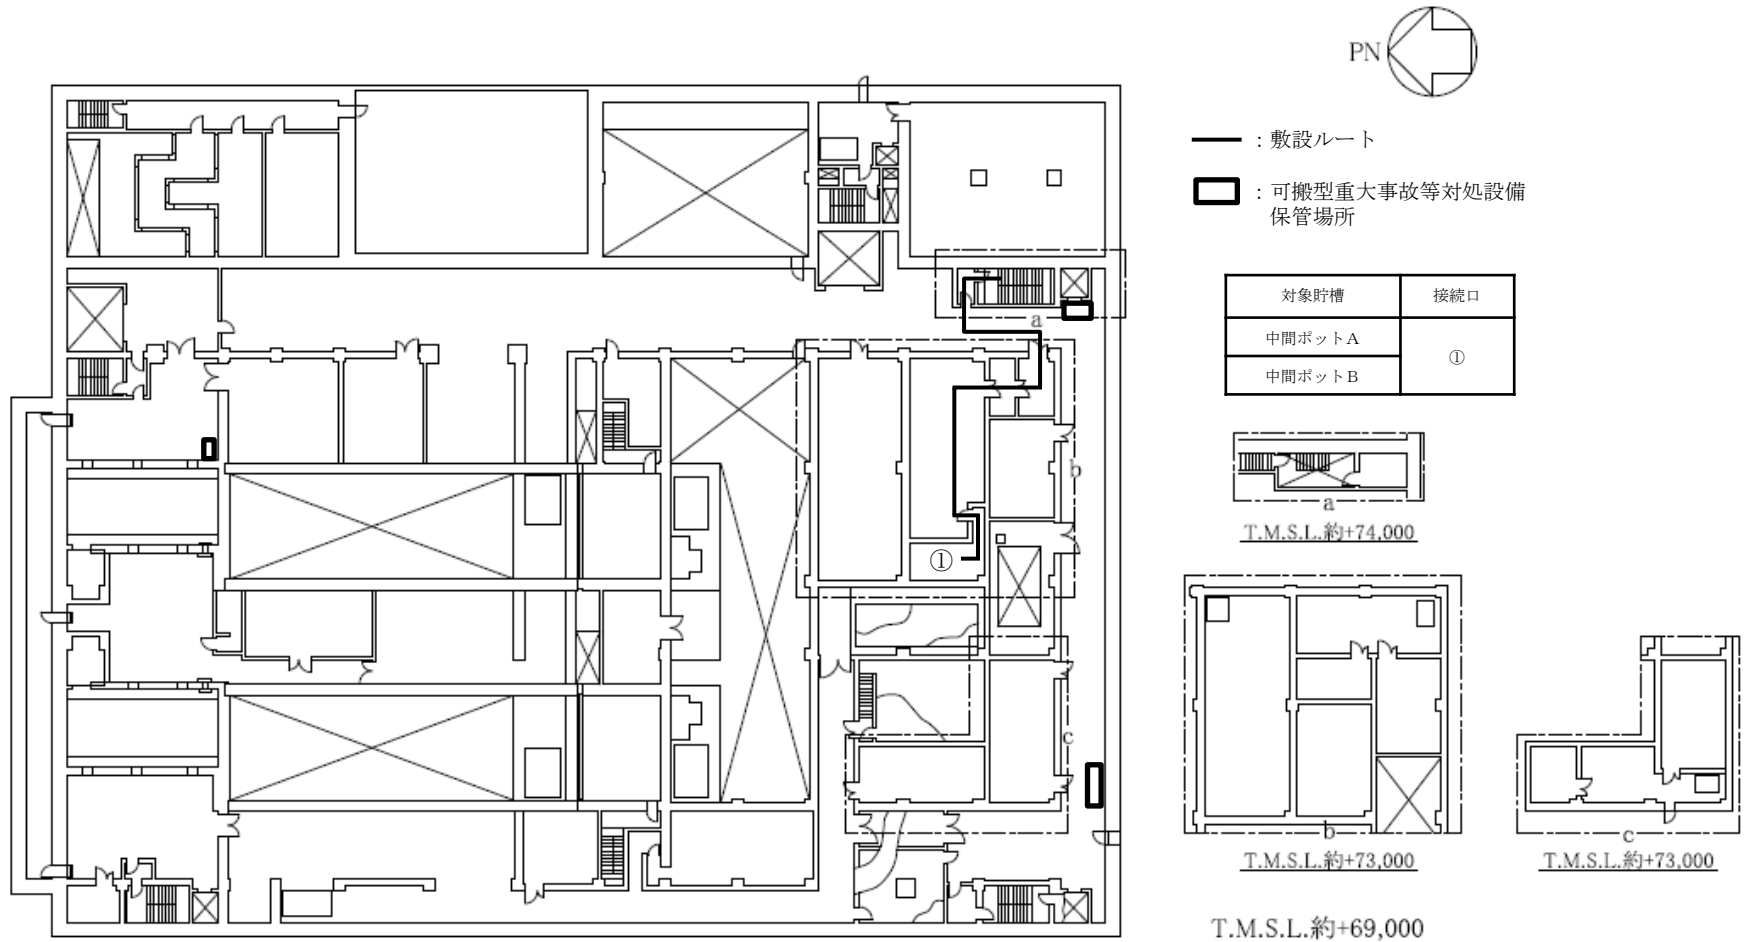 PN
：敷設ルート
：可搬型重大事故等対処設備
保管場所
対象貯槽
接続口
中間ポットA
①
中間ポットB
a
b
①
c
a
T.M.S.L.約+74,000
b
T.M.S.L.約+73,000
c
T.M.S.L.約+73,000
T.M.S.L.約+69,000